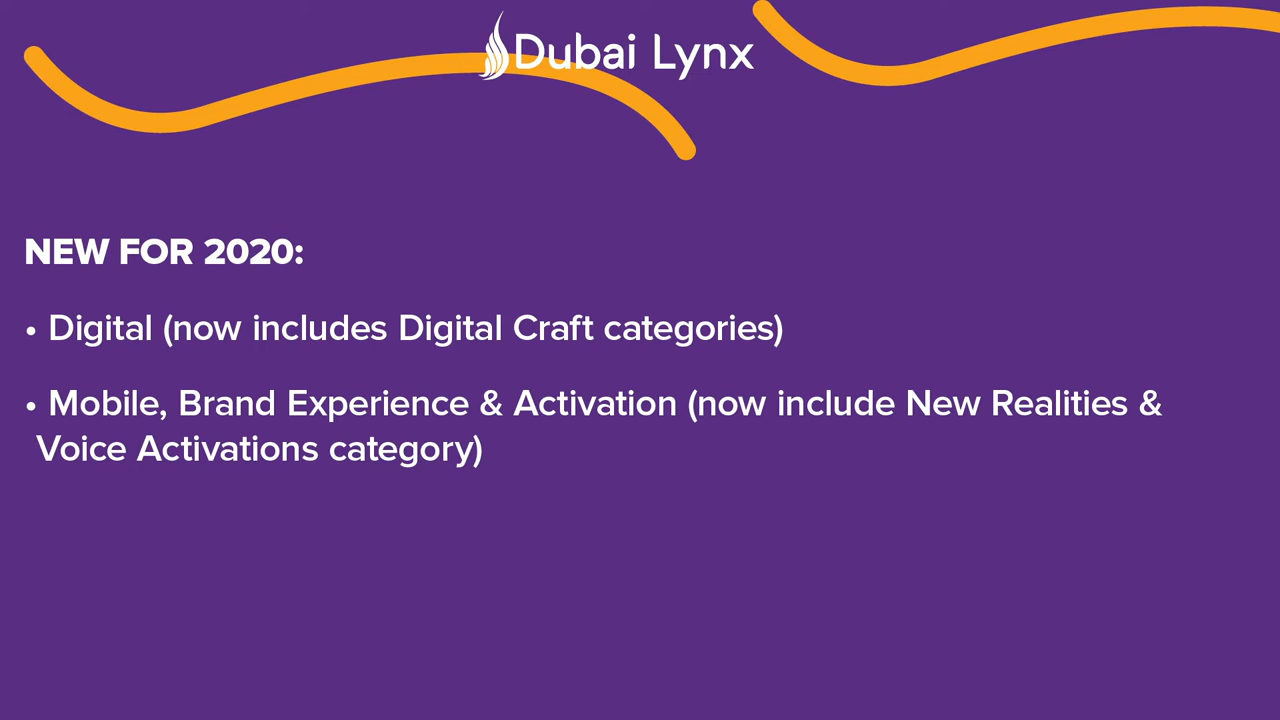 Dubai Lynx
NEW FOR 2020:
• Digital (now includes Digital Craft categories)
• Mobile, Brand Experience & Activation (now include New Realities &
Voice Activations category)